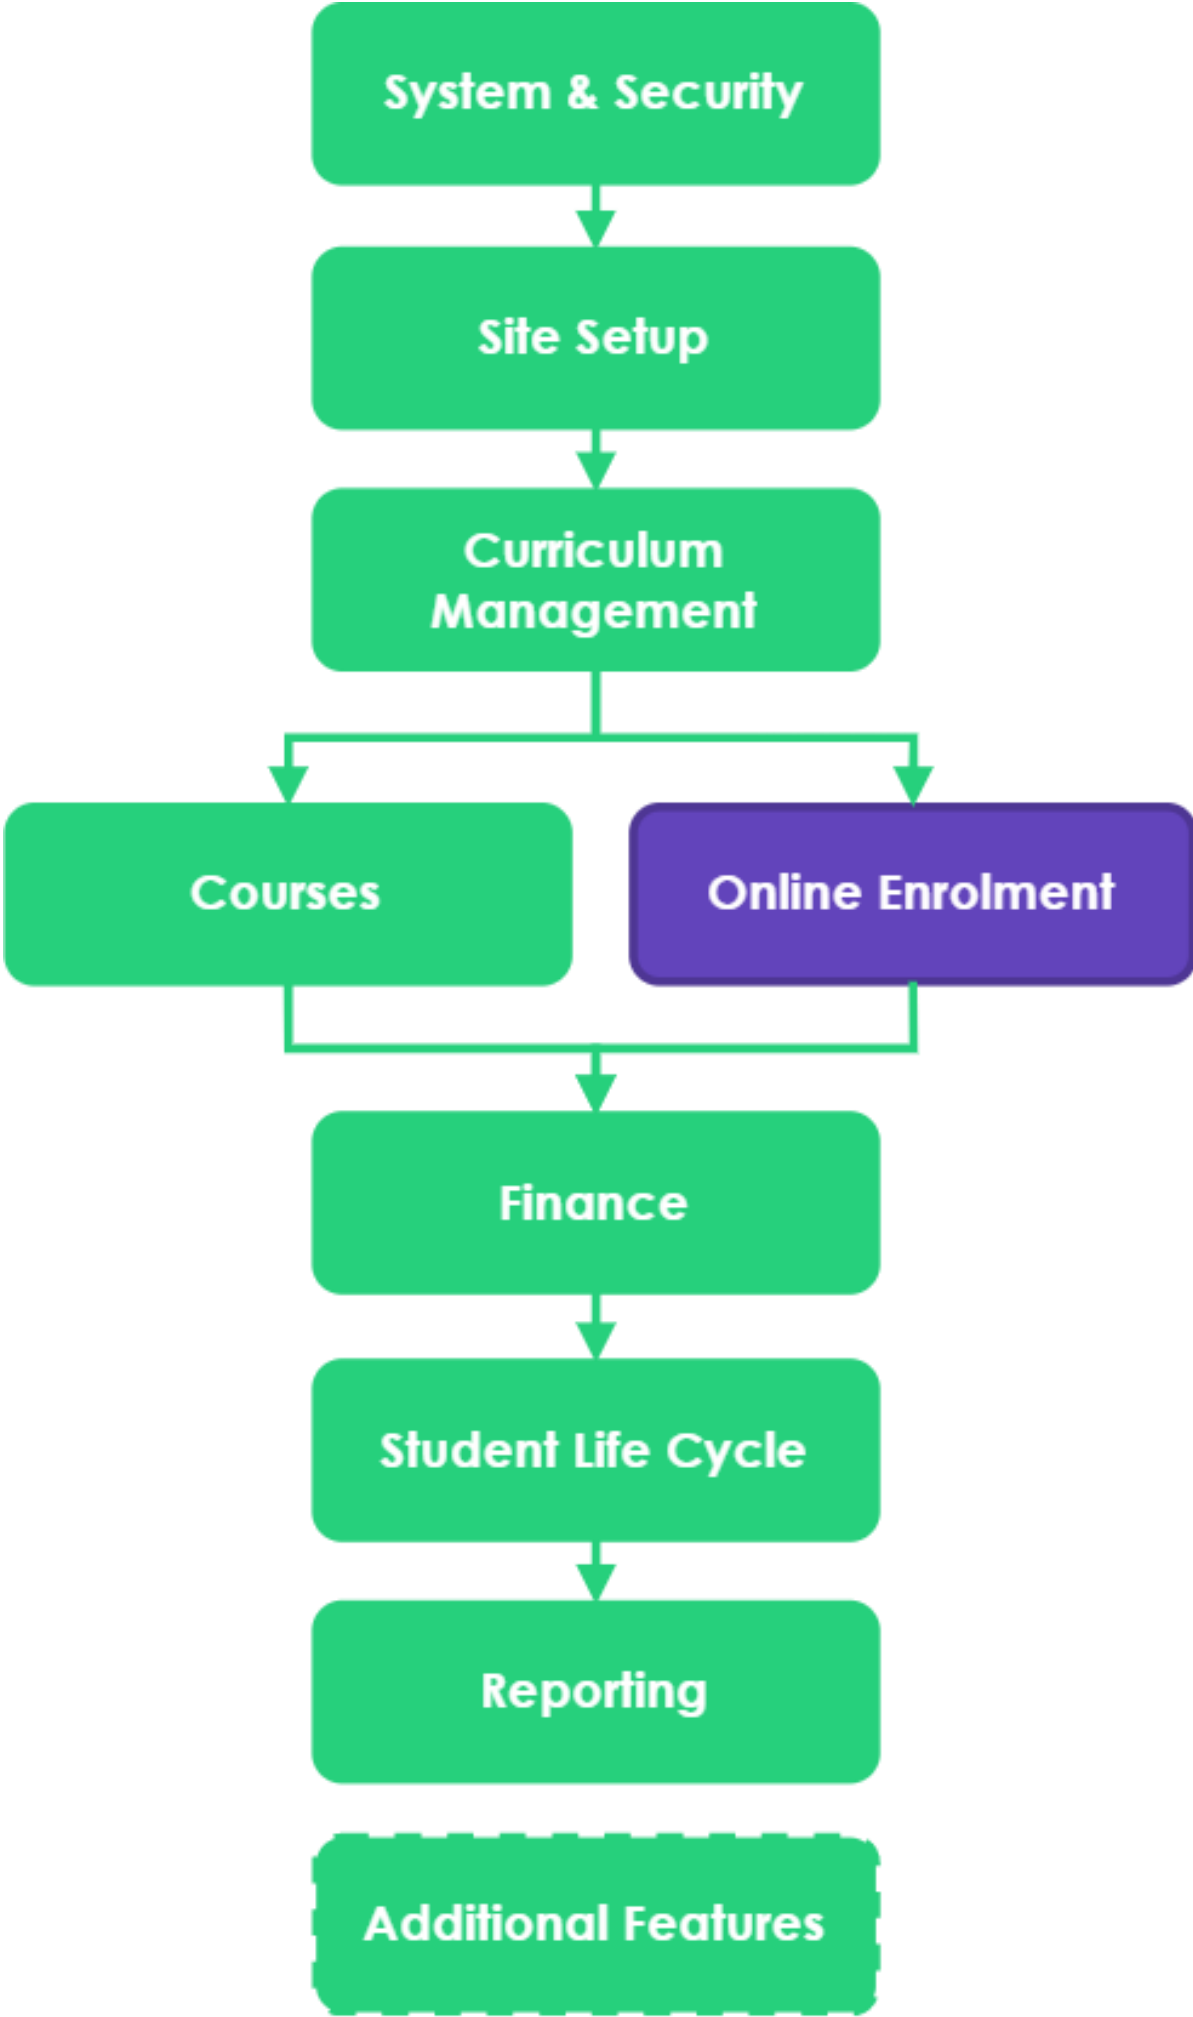 System & Security
Site Setup
Curriculum
Management
Courses
Online Enrolment
Finance
Student Life Cycle
Reporting
Additional Features